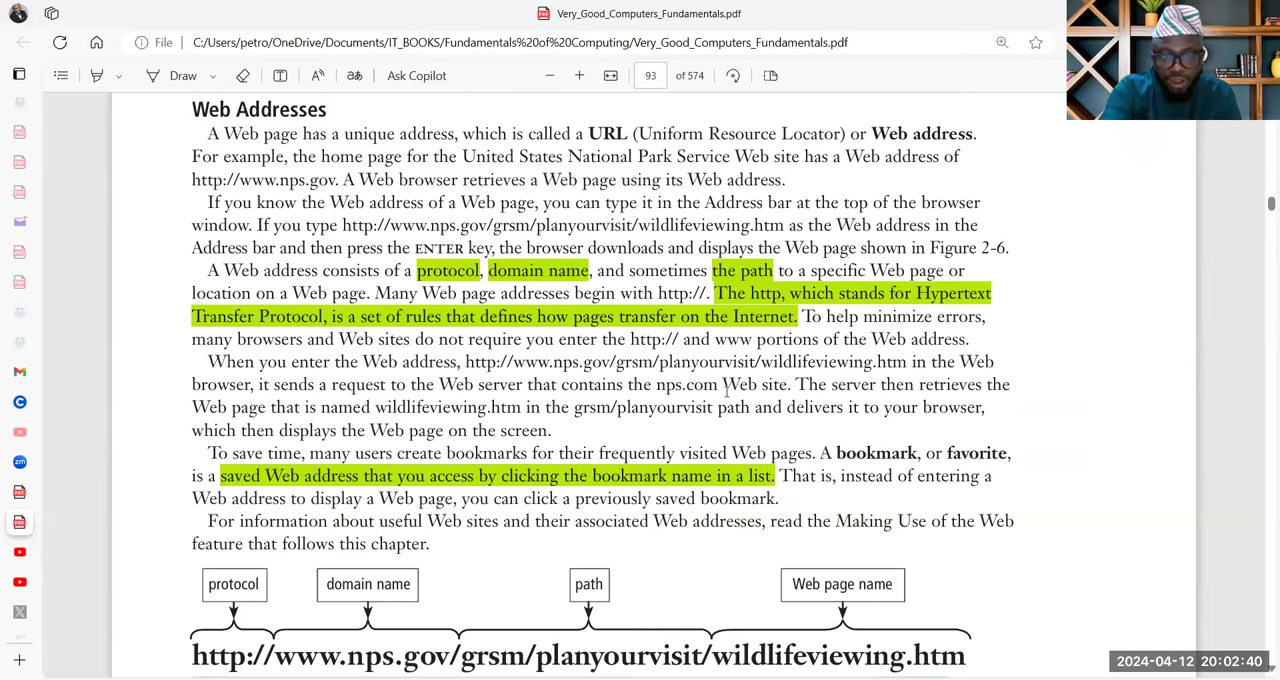 Very_Good_Computers_Fundamentals.pdf
File | C:/Users/petro/OneDrive/Documents/IT_BOOKS/Fundamentals%20of%20Computing/Very_Good_Computers_Fundamentals.pdf
Draw
Ask Copilot
93 of 574
Web Addresses
A Web page has a unique address, which is called a URL (Uniform Resource Locator) or Web address.
For example, the home page for the United States National Park Service Web site has a Web address of
http://www.nps.gov. A Web browser retrieves a Web page using its Web address.
If you know the Web address of a Web page, you can type it in the Address bar at the top of the browser
window. If you type http://www.nps.gov/grsm/planyourvisit/wildlifeviewing.htm as the Web address in the
Address bar and then press the ENTER key, the browser downloads and displays the Web page shown in Figure 2-6.
A Web address consists of a protocol, domain name, and sometimes the path to a specific Web page or
location on a Web page. Many Web page addresses begin with http://. The http, which stands for Hypertext
Transfer Protocol, is a set of rules that defines how pages transfer on the Internet. To help minimize errors,
many browsers and Web sites do not require you enter the http:// and www portions of the Web address.
When you enter the Web address, http://www.nps.gov/grsm/planyourvisit/wildlifeviewing.htm in the Web
browser, it sends a request to the Web server that contains the nps.com Web site. The server then retrieves the
Web page that is named wildlifeviewing.htm in the grsm/planyourvisit path and delivers it to your browser,
which then displays the Web page on the screen.
To save time, many users create bookmarks for their frequently visited Web pages. A bookmark, or favorite,
is a saved Web address that you access by clicking the bookmark name in a list. That is, instead of entering a
Web address to display a Web page, you can click a previously saved bookmark.
For information about useful Web sites and their associated Web addresses, read the Making Use of the Web
feature that follows this chapter.
protocol domain name path Web page name
http://www.nps.gov/grsm/planyourvisit/wildlifeviewing.htm
2024-04-12 20:02:40